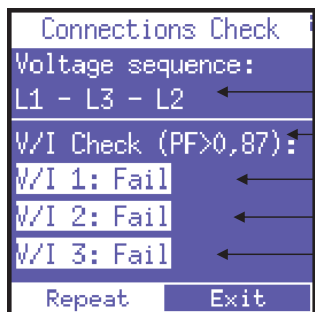 Connections Check
Voltage sequence:
L1 - L3 - L2
V/I Check (PF>0,87):
V/I 1: Fail
V/I 2: Fail
V/I 3: Fail
Repeat Exit